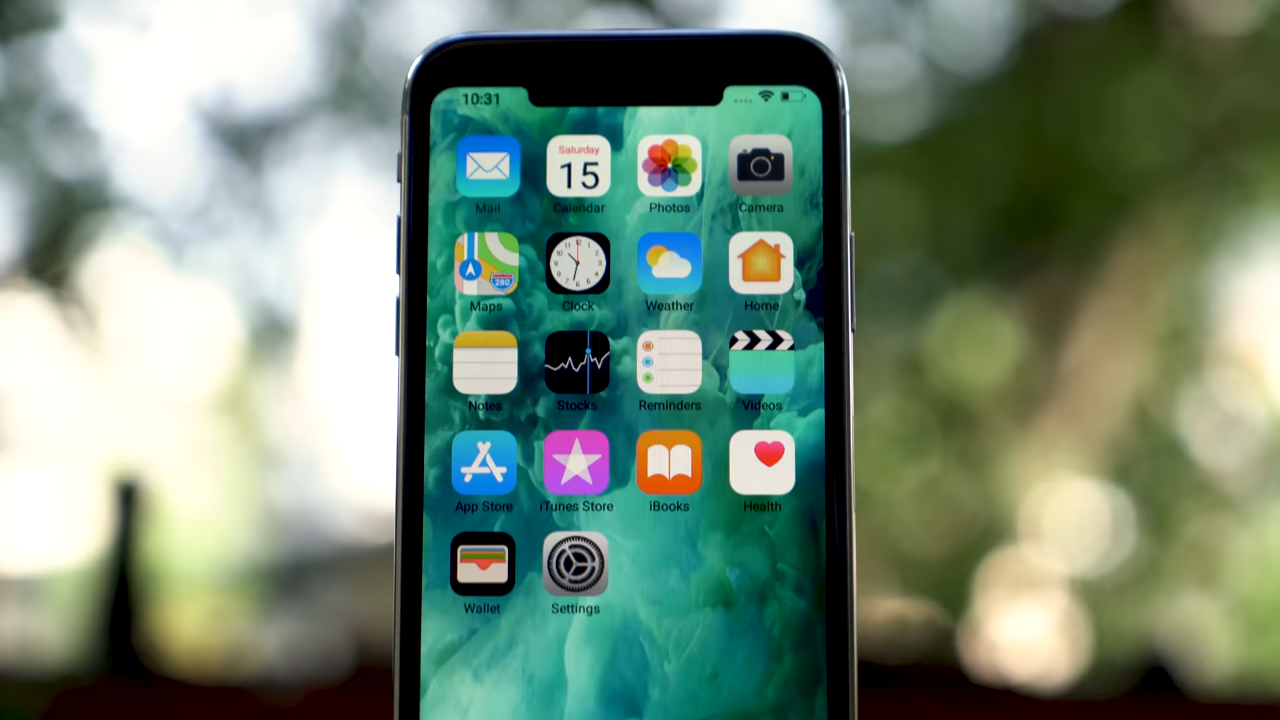 10:31
Saturday
15
Mail Calendar Photos Camera
280
Maps Clock Weather Home
Notes Stocks Reminders Videos
App Store iTunes Store iBooks Health
Wallet Settings